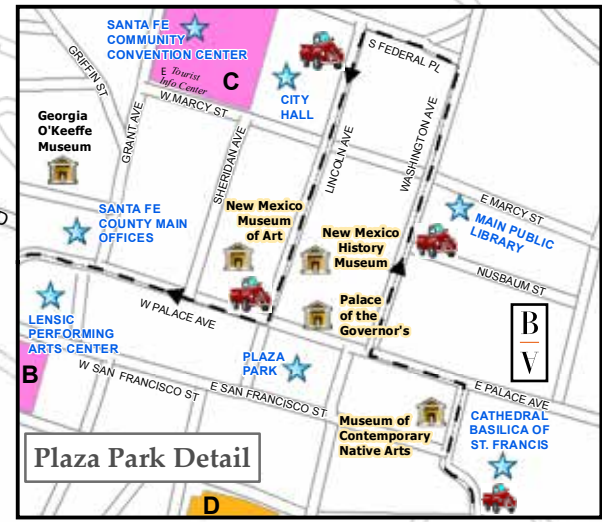 SANTA FE
COMMUNITY
CONVENTION CENTER
E Tourist
Info Center
C
CITY
HALL
S FEDERAL PL
GRIFFIN ST
GRANT AVE
W MARCY ST
SHERIDAN AVE
LINCOLN AVE
WASHINGTON AVE
Georgia
O'Keeffe
Museum
E MARCY ST
MAIN PUBLIC
LIBRARY
SANTA FE
COUNTY MAIN
OFFICES
New Mexico
Museum
of Art
New Mexico
History
Museum
NUSBAUM ST
Palace
of the
Governor's
B
V
W PALACE AVE
LENSIC
PERFORMING
ARTS CENTER
PLAZA
PARK
B
W SAN FRANCISCO ST
E SAN FRANCISCO ST
E PALACE AVE
Museum of
Contemporary
Native Arts
CATHEDRAL
BASILICA OF
ST. FRANCIS
Plaza Park Detail
D